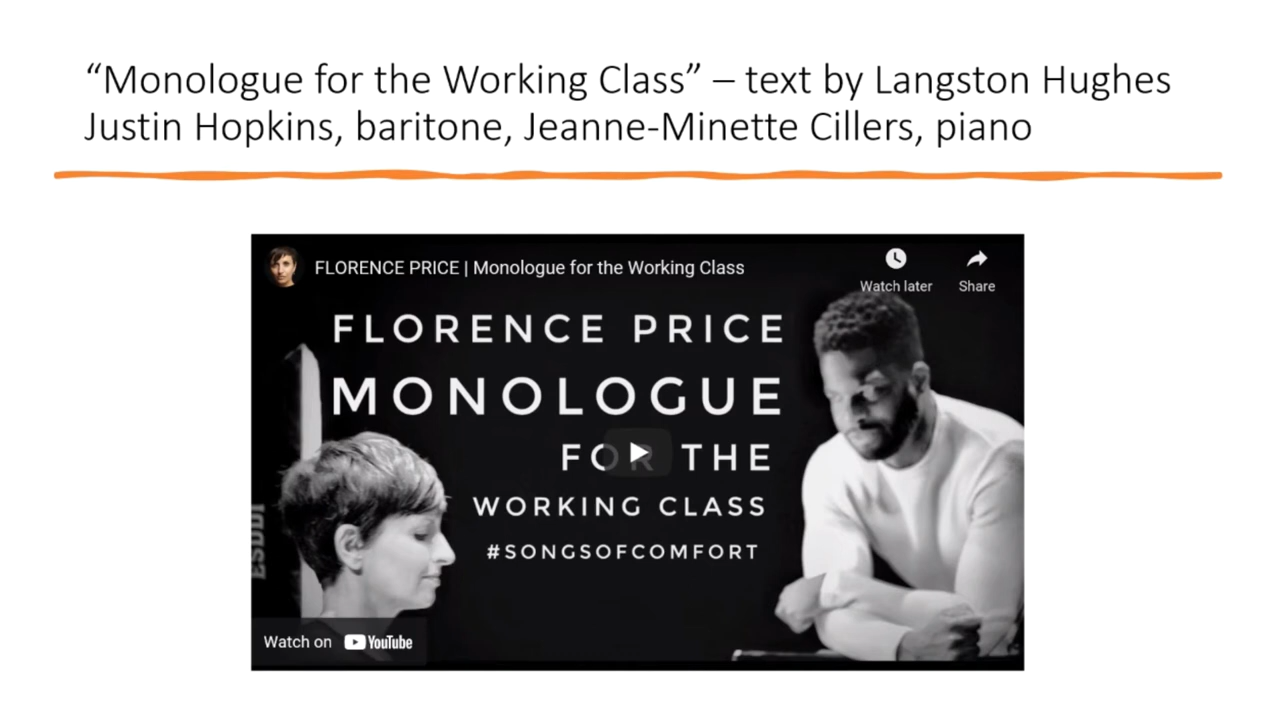 “Monologue for the Working Class” – text by Langston Hughes
Justin Hopkins, baritone, Jeanne-Minette Cillers, piano
FLORENCE PRICE | Monologue for the Working Class
Watch later
Share
FLORENCE PRICE
MONOLOGUE
FOR THE
WORKING CLASS
#SONGSOFCOMFORT
Watch on YouTube